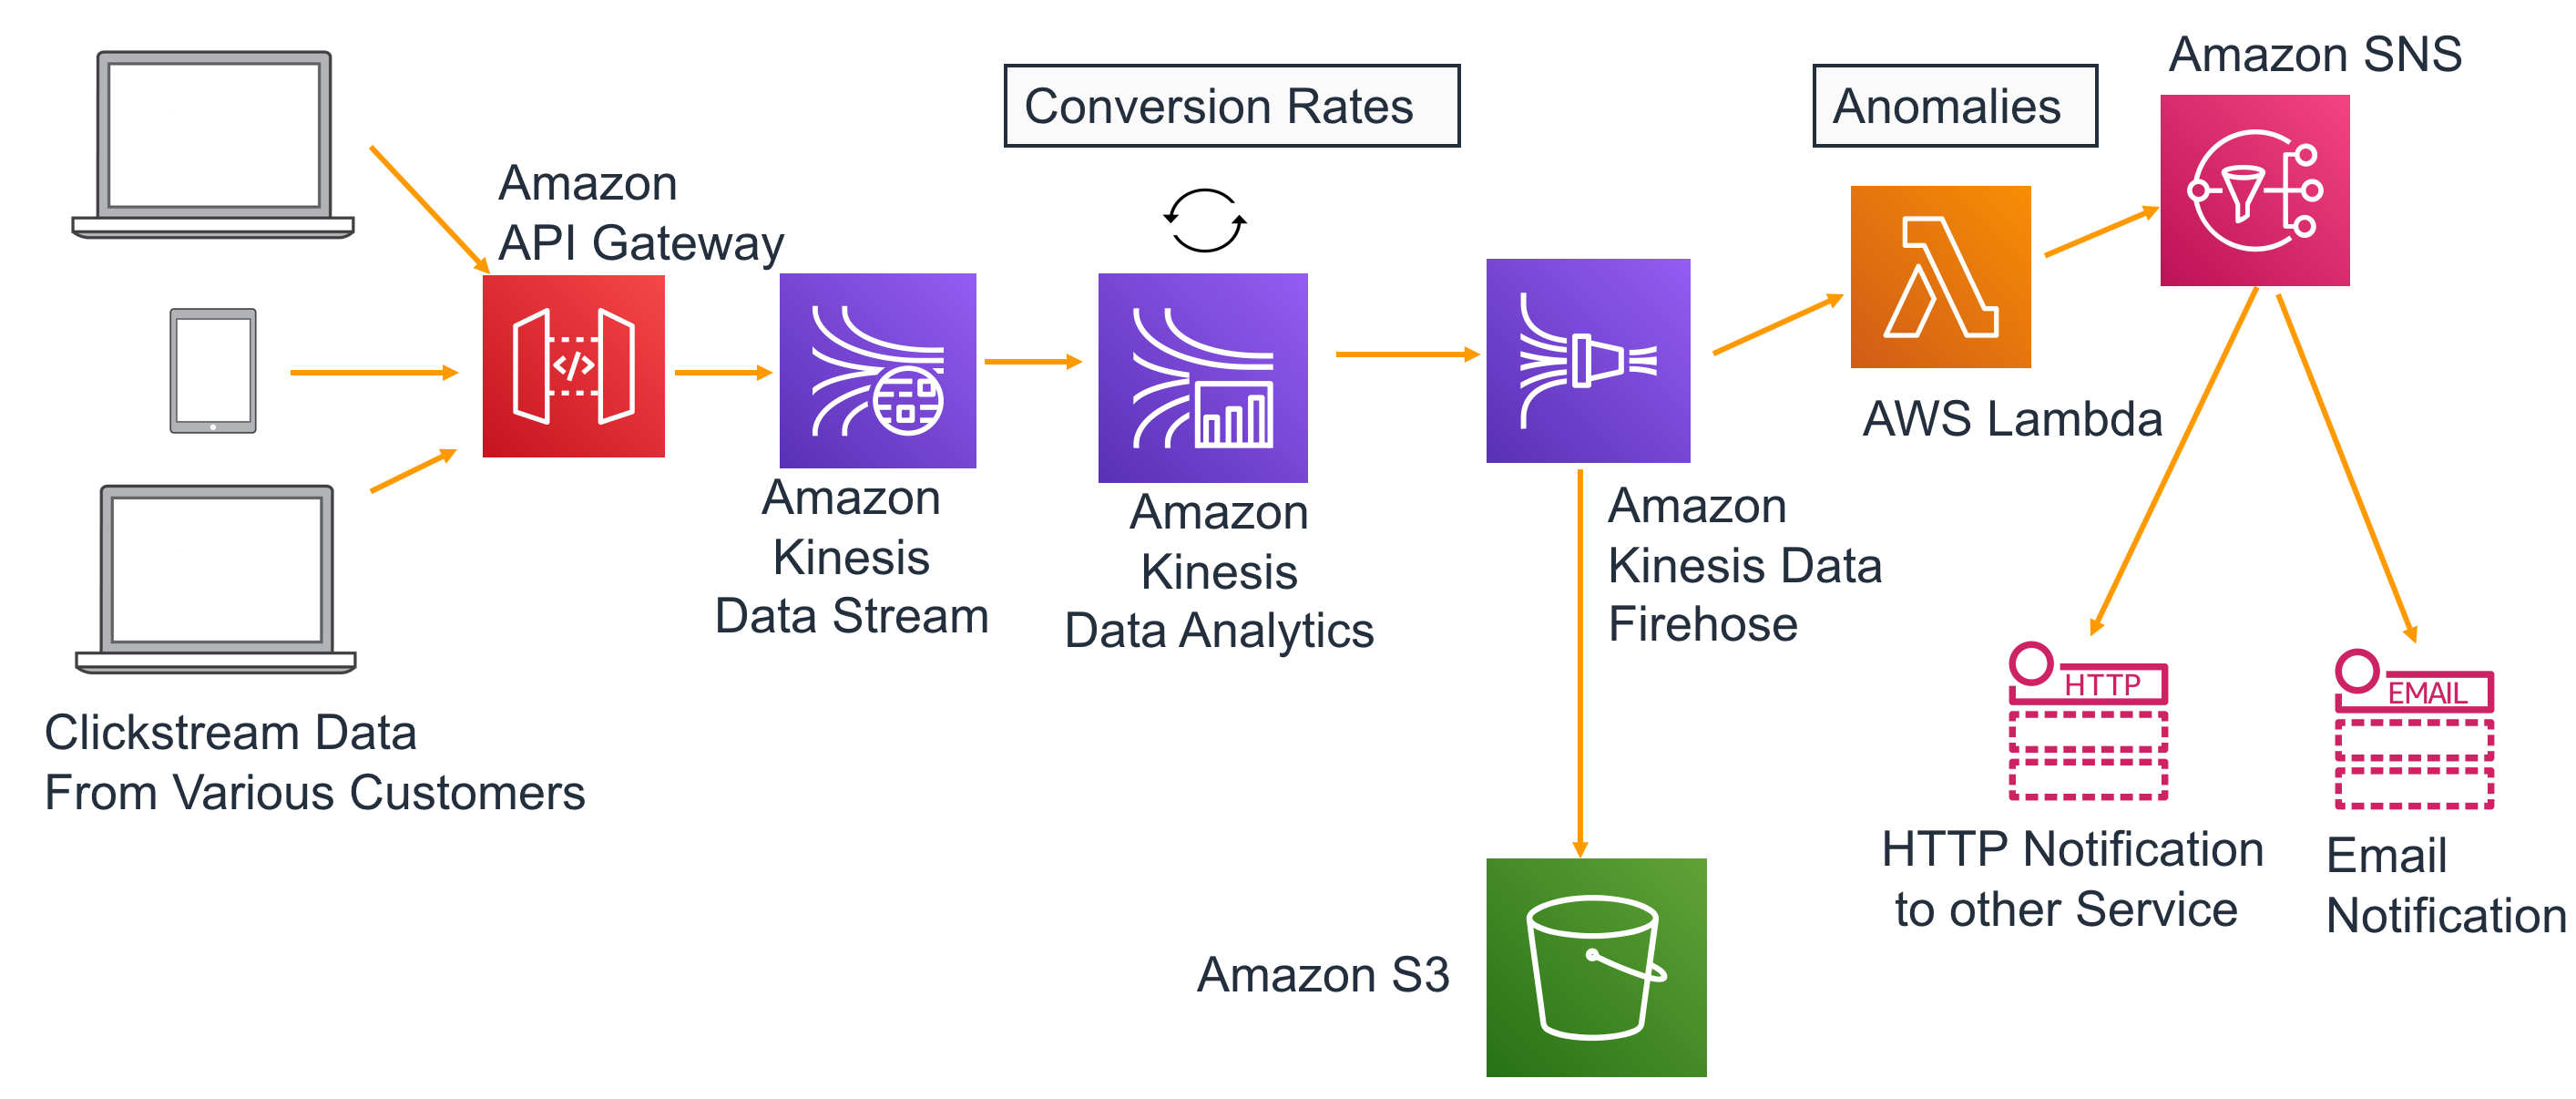 Amazon SNS
Conversion Rates
Anomalies
Amazon
API Gateway
AWS Lambda
Amazon
Kinesis
Data Stream
Amazon
Kinesis
Data Analytics
Amazon
Kinesis Data
Firehose
HTTP
EMAIL
Clickstream Data
From Various Customers
HTTP Notification
to other Service
Email
Notification
Amazon S3